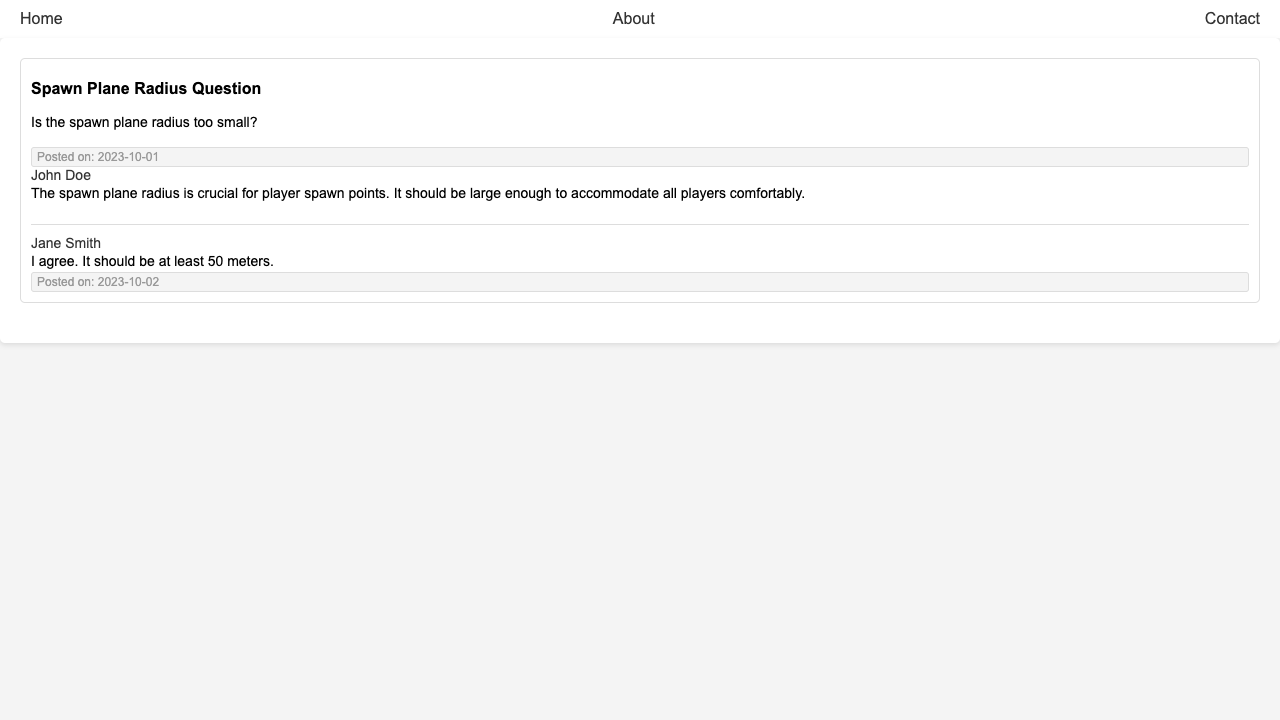 Home About Contact
Spawn Plane Radius Question
Is the spawn plane radius too small?
Posted on: 2023-10-01
John Doe
The spawn plane radius is crucial for player spawn points. It should be large enough to accommodate all players comfortably.
Jane Smith
I agree. It should be at least 50 meters.
Posted on: 2023-10-02